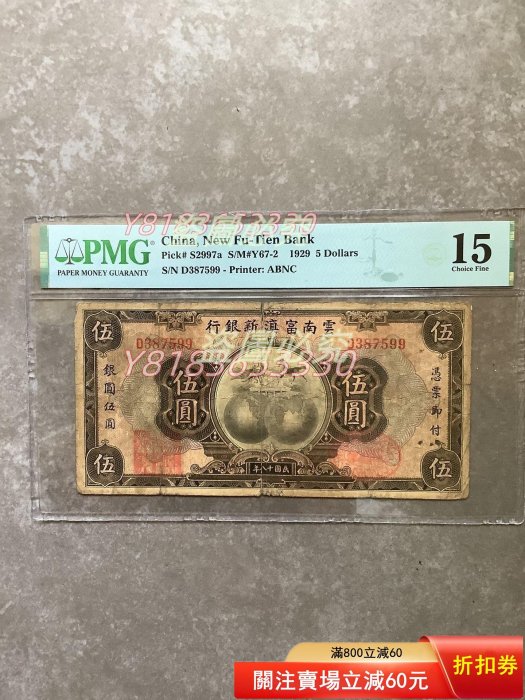 PMG
PAPER MONEY GUARANTY
China, New Fu-Tien Bank
Pick# S2997a S/M#Y67-2 1929 5 Dollars
S/N D387599 - Printer: ABNC
15
Choice Fine
Y8183653330
行銀新滇富南雲
D387599
D387599
Y8183653330
伍
伍
銀圓伍圓
伍圓
伍圓
憑票即付
伍
伍
年八十國民
滿800立減60
關注賣場立減60元
折扣券